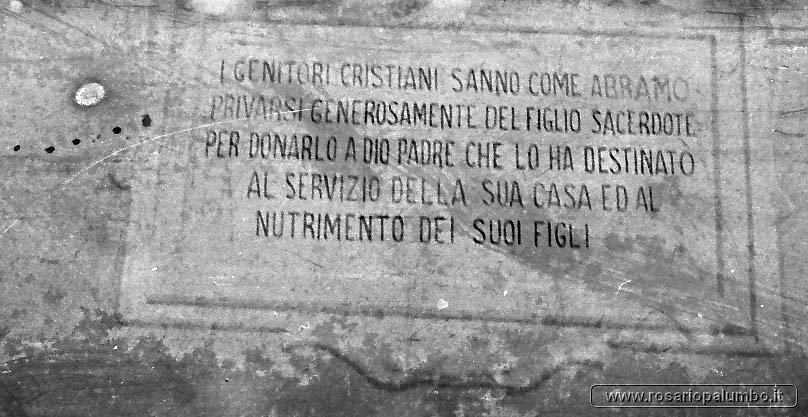 I GENITORI CRISTIANI SANNO COME ABRAMO
PRIVARSI GENEROSAMENTE DEL FIGLIO SACERDOTE
PER DONARLO A DIO PADRE CHE LO HA DESTINATO
AL SERVIZIO DELLA SUA CASA ED AL
NUTRIMENTO DEI SUOI FIGLI
www.rosariopalumbo.it